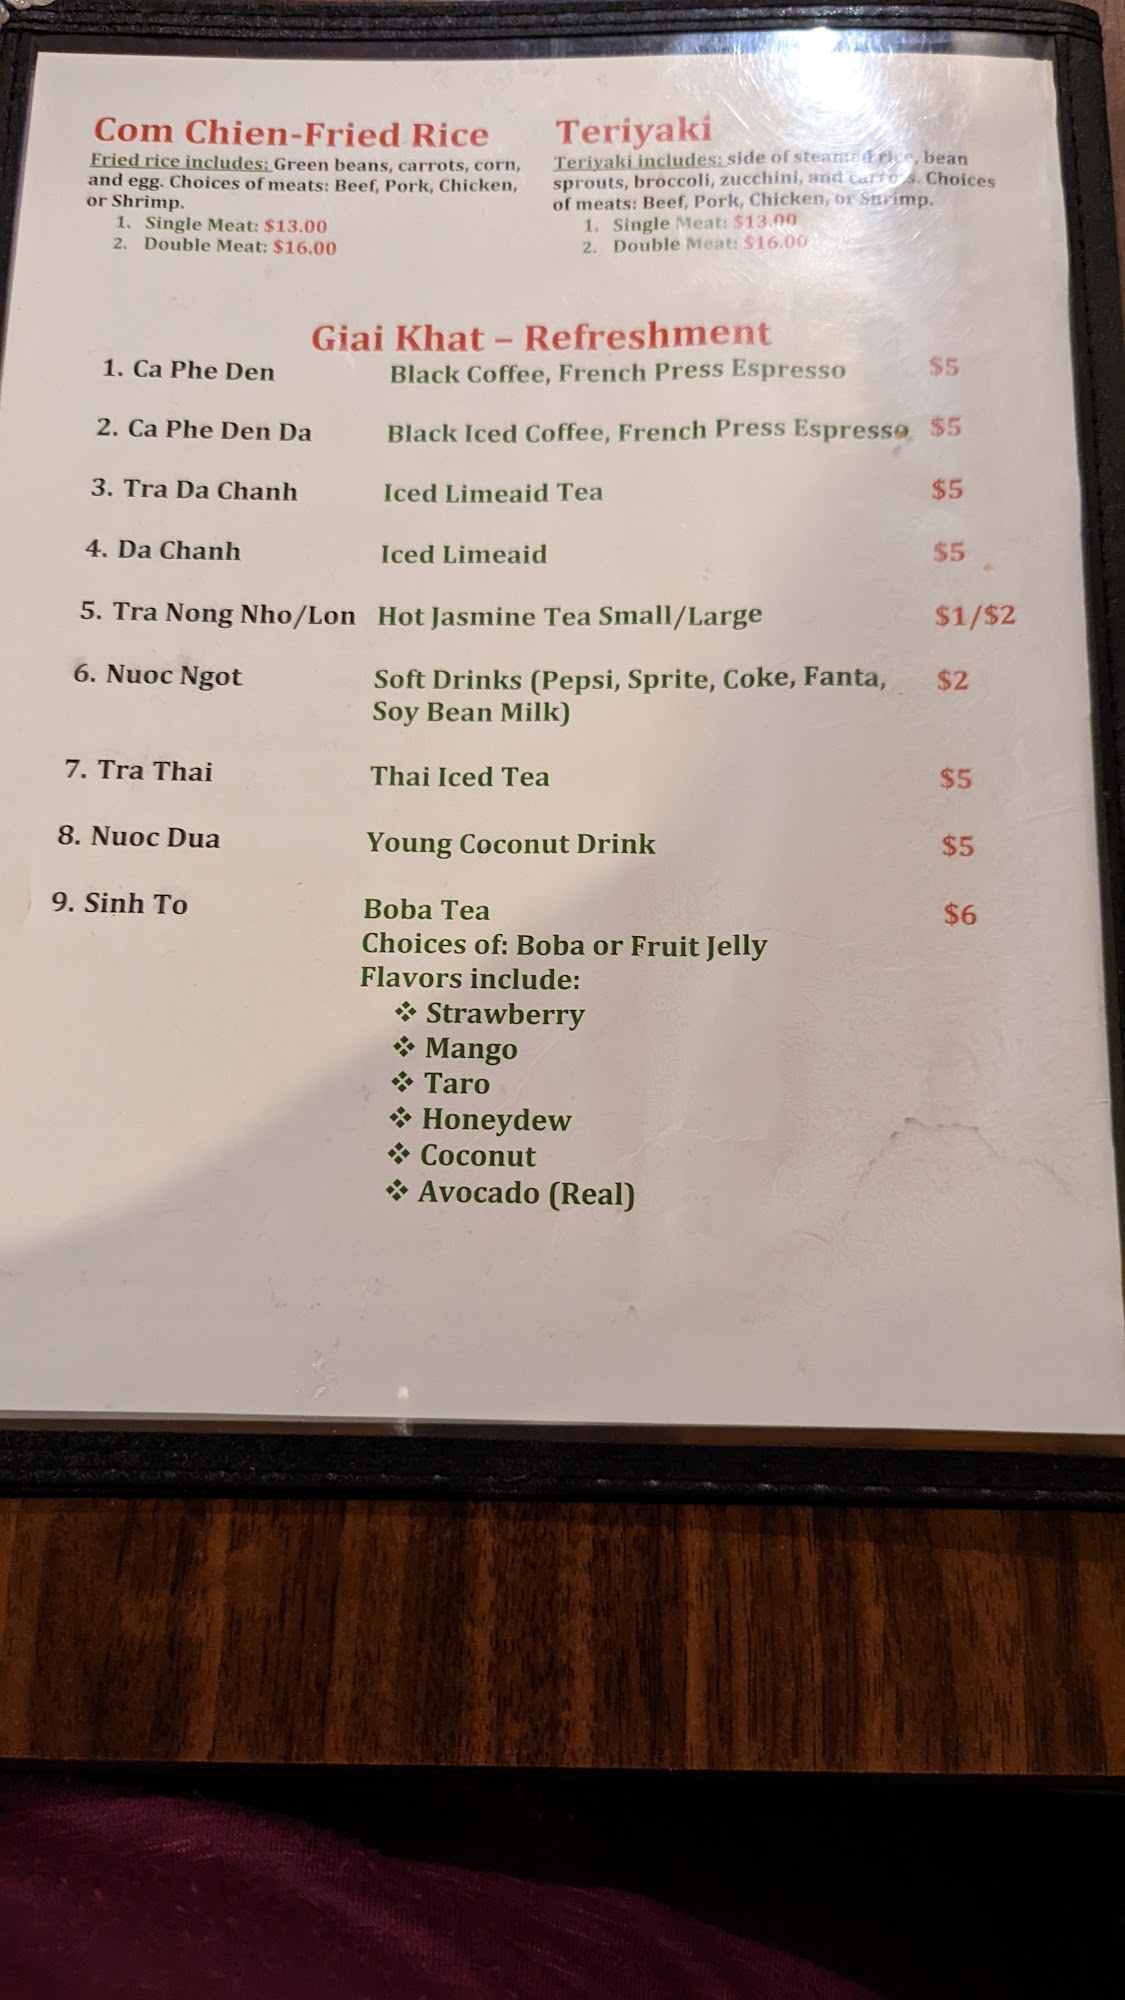 Com Chien-Fried Rice
Fried rice includes: Green beans, carrots, corn,
and egg. Choices of meats: Beef, Pork, Chicken,
or Shrimp.
1. Single Meat: $13.00
2. Double Meat: $16.00
Teriyaki
Teriyaki includes: side of steamed rice, bean
sprouts, broccoli, zucchini, and carrots. Choices
of meats: Beef, Pork, Chicken, or Shrimp.
1. Single Meat: $13.00
2. Double Meat: $16.00
Giai Khat – Refreshment
1. Ca Phe Den Black Coffee, French Press Espresso $5
2. Ca Phe Den Da Black Iced Coffee, French Press Espresso $5
3. Tra Da Chanh Iced Limeaid Tea $5
4. Da Chanh Iced Limeaid $5
5. Tra Nong Nho/Lon Hot Jasmine Tea Small/Large $1/$2
6. Nuoc Ngot Soft Drinks (Pepsi, Sprite, Coke, Fanta, $2
Soy Bean Milk)
7. Tra Thai Thai Iced Tea $5
8. Nuoc Dua Young Coconut Drink $5
9. Sinh To Boba Tea $6
Choices of: Boba or Fruit Jelly
Flavors include:
❖ Strawberry
❖ Mango
❖ Taro
❖ Honeydew
❖ Coconut
❖ Avocado (Real)